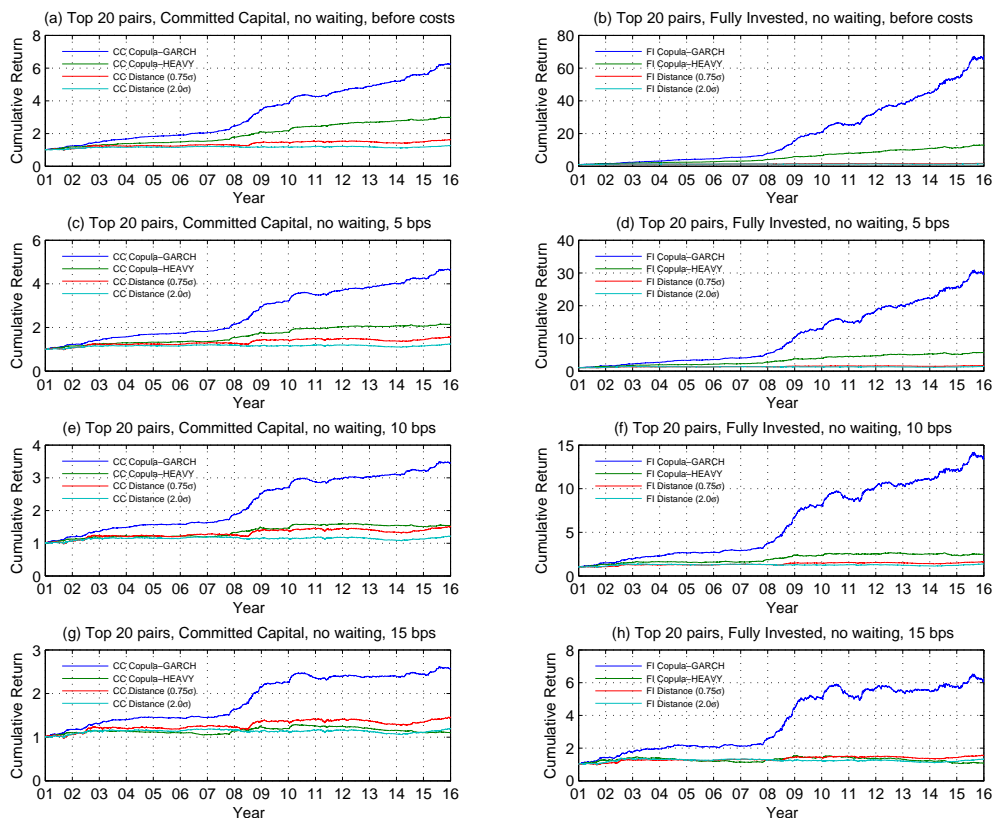 (a) Top 20 pairs, Committed Capital, no waiting, before costs
Cumulative Return
8
6
4
2
0
CC Copula−GARCH
CC Copula−HEAVY
CC Distance (0.75σ)
CC Distance (2.0σ)
01 02 03 04 05 06 07 08 09 10 11 12 13 14 15 16
Year
(b) Top 20 pairs, Fully Invested, no waiting, before costs
Cumulative Return
80
60
40
20
0
FI Copula−GARCH
FI Copula−HEAVY
FI Distance (0.75σ)
FI Distance (2.0σ)
01 02 03 04 05 06 07 08 09 10 11 12 13 14 15 16
Year
(c) Top 20 pairs, Committed Capital, no waiting, 5 bps
Cumulative Return
6
4
2
0
CC Copula−GARCH
CC Copula−HEAVY
CC Distance (0.75σ)
CC Distance (2.0σ)
01 02 03 04 05 06 07 08 09 10 11 12 13 14 15 16
Year
(d) Top 20 pairs, Fully Invested, no waiting, 5 bps
Cumulative Return
40
30
20
10
0
FI Copula−GARCH
FI Copula−HEAVY
FI Distance (0.75σ)
FI Distance (2.0σ)
01 02 03 04 05 06 07 08 09 10 11 12 13 14 15 16
Year
(e) Top 20 pairs, Committed Capital, no waiting, 10 bps
Cumulative Return
4
3
2
1
0
CC Copula−GARCH
CC Copula−HEAVY
CC Distance (0.75σ)
CC Distance (2.0σ)
01 02 03 04 05 06 07 08 09 10 11 12 13 14 15 16
Year
(f) Top 20 pairs, Fully Invested, no waiting, 10 bps
Cumulative Return
15
10
5
0
FI Copula−GARCH
FI Copula−HEAVY
FI Distance (0.75σ)
FI Distance (2.0σ)
01 02 03 04 05 06 07 08 09 10 11 12 13 14 15 16
Year
(g) Top 20 pairs, Committed Capital, no waiting, 15 bps
Cumulative Return
3
2
1
0
CC Copula−GARCH
CC Copula−HEAVY
CC Distance (0.75σ)
CC Distance (2.0σ)
01 02 03 04 05 06 07 08 09 10 11 12 13 14 15 16
Year
(h) Top 20 pairs, Fully Invested, no waiting, 15 bps
Cumulative Return
8
6
4
2
0
FI Copula−GARCH
FI Copula−HEAVY
FI Distance (0.75σ)
FI Distance (2.0σ)
01 02 03 04 05 06 07 08 09 10 11 12 13 14 15 16
Year